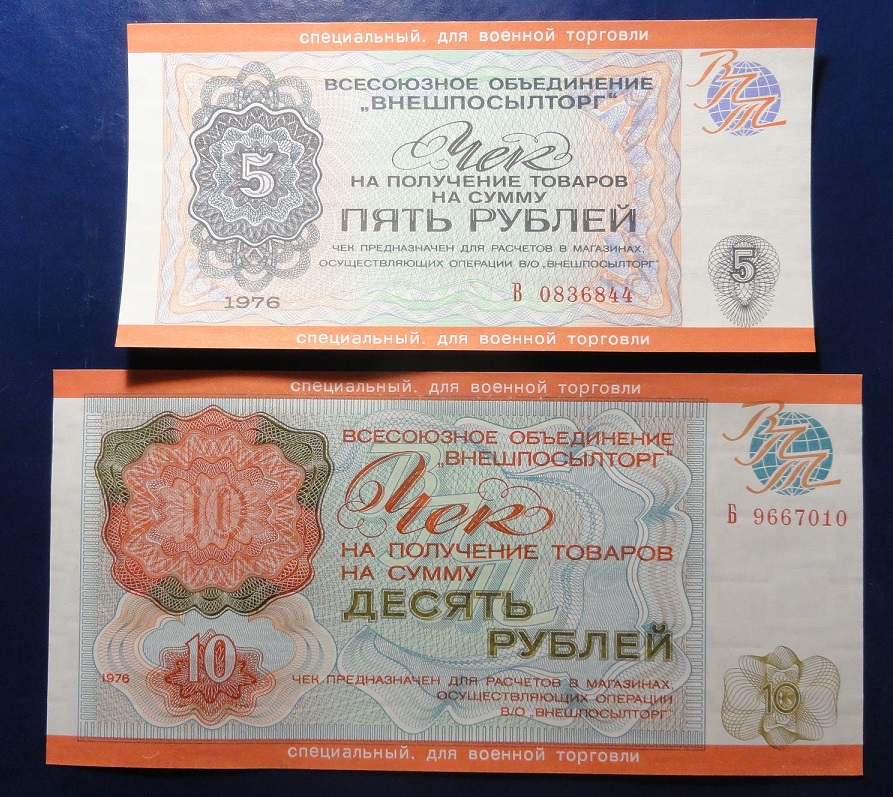 специальный. для военной торговли
ВПТ
ВСЕСОЮЗНОЕ ОБЪЕДИНЕНИЕ
„ВНЕШПОСЫЛТОРГ“
Чек
5
НА ПОЛУЧЕНИЕ ТОВАРОВ
НА СУММУ
ПЯТЬ РУБЛЕЙ
ЧЕК ПРЕДНАЗНАЧЕН ДЛЯ РАСЧЕТОВ В МАГАЗИНАХ,
ОСУЩЕСТВЛЯЮЩИХ ОПЕРАЦИИ В/О „ВНЕШПОСЫЛТОРГ“
5
1976
В 0836844
специальный. для военной торговли
специальный. для военной торговли
ВПТ
ВСЕСОЮЗНОЕ ОБЪЕДИНЕНИЕ
„ВНЕШПОСЫЛТОРГ“
Чек
10
Б 9667010
НА ПОЛУЧЕНИЕ ТОВАРОВ
НА СУММУ
ДЕСЯТЬ
РУБЛЕЙ
10
1976
ЧЕК ПРЕДНАЗНАЧЕН ДЛЯ РАСЧЕТОВ В МАГАЗИНАХ,
ОСУЩЕСТВЛЯЮЩИХ ОПЕРАЦИИ
В/О „ВНЕШПОСЫЛТОРГ“
10
специальный. для военной торговли